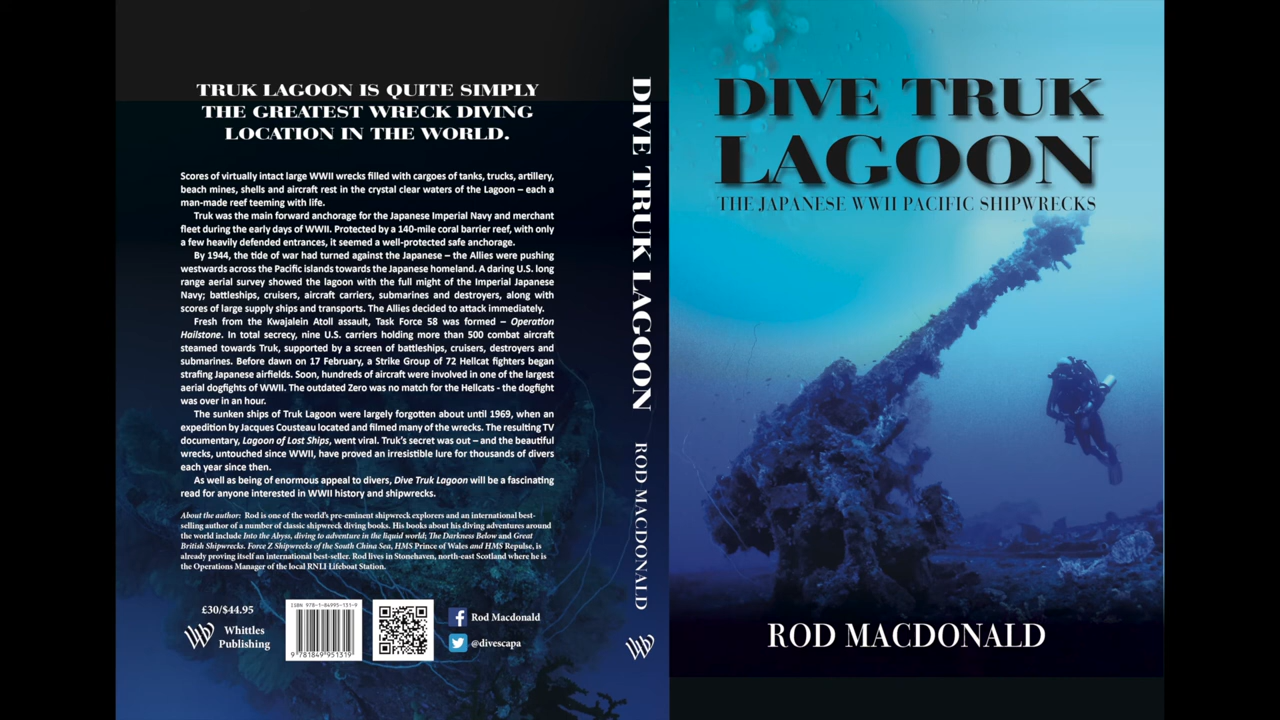 TRUK LAGOON IS QUITE SIMPLY
THE GREATEST WRECK DIVING
LOCATION IN THE WORLD.
Scores of virtually intact large WWII wrecks filled with cargoes of tanks, trucks, artillery,
beach mines, shells and aircraft rest in the crystal clear waters of the Lagoon – each a
man-made reef teeming with life.
Truk was the main forward anchorage for the Japanese Imperial Navy and merchant
fleet during the early days of WWII. Protected by a 140-mile coral barrier reef, with only
a few heavily defended entrances, it seemed a well-protected safe anchorage.
By 1944, the tide of war had turned against the Japanese – the Allies were pushing
westwards across the Pacific islands towards the Japanese homeland. A daring U.S. long
range aerial survey showed the lagoon with the full might of the Imperial Japanese
Navy; battleships, cruisers, aircraft carriers, submarines and destroyers, along with
scores of large supply ships and transports. The Allies decided to attack immediately.
Fresh from the Kwajalein Atoll assault, Task Force 58 was formed – Operation
Hailstone. In total secrecy, nine U.S. carriers holding more than 500 combat aircraft
steamed towards Truk, supported by a screen of battleships, cruisers, destroyers and
submarines. Before dawn on 17 February, a Strike Group of 72 Hellcat fighters began
strafing Japanese airfields. Soon, hundreds of aircraft were involved in one of the largest
aerial dogfights of WWII. The outdated Zero was no match for the Hellcats - the dogfight
was over in an hour.
The sunken ships of Truk Lagoon were largely forgotten about until 1969, when an
expedition by Jacques Cousteau located and filmed many of the wrecks. The resulting TV
documentary, Lagoon of Lost Ships, went viral. Truk's secret was out – and the beautiful
wrecks, untouched since WWII, have proved an irresistible lure for thousands of divers
each year since then.
As well as being of enormous appeal to divers, Dive Truk Lagoon will be a fascinating
read for anyone interested in WWII history and shipwrecks.
About the author: Rod is one of the world's pre-eminent shipwreck explorers and an international best-
selling author of a number of classic shipwreck diving books. His books about his diving adventures around
the world include Into the Abyss, diving to adventure in the liquid world; The Darkness Below and Great
British Shipwrecks. Force Z Shipwrecks of the South China Sea, HMS Prince of Wales and HMS Repulse, is
already proving itself an international best-seller. Rod lives in Stonehaven, north-east Scotland where he is
the Operations Manager of the local RNLI Lifeboat Station.
£30/$44.95
Whittles
Publishing
ISBN 978-1-84995-131-9
9 781849 951319
Rod Macdonald
@divescapa
DIVE TRUK LAGOON
ROD MACDONALD
DIVE TRUK
LAGOON
THE JAPANESE WWII PACIFIC SHIPWRECKS
ROD MACDONALD